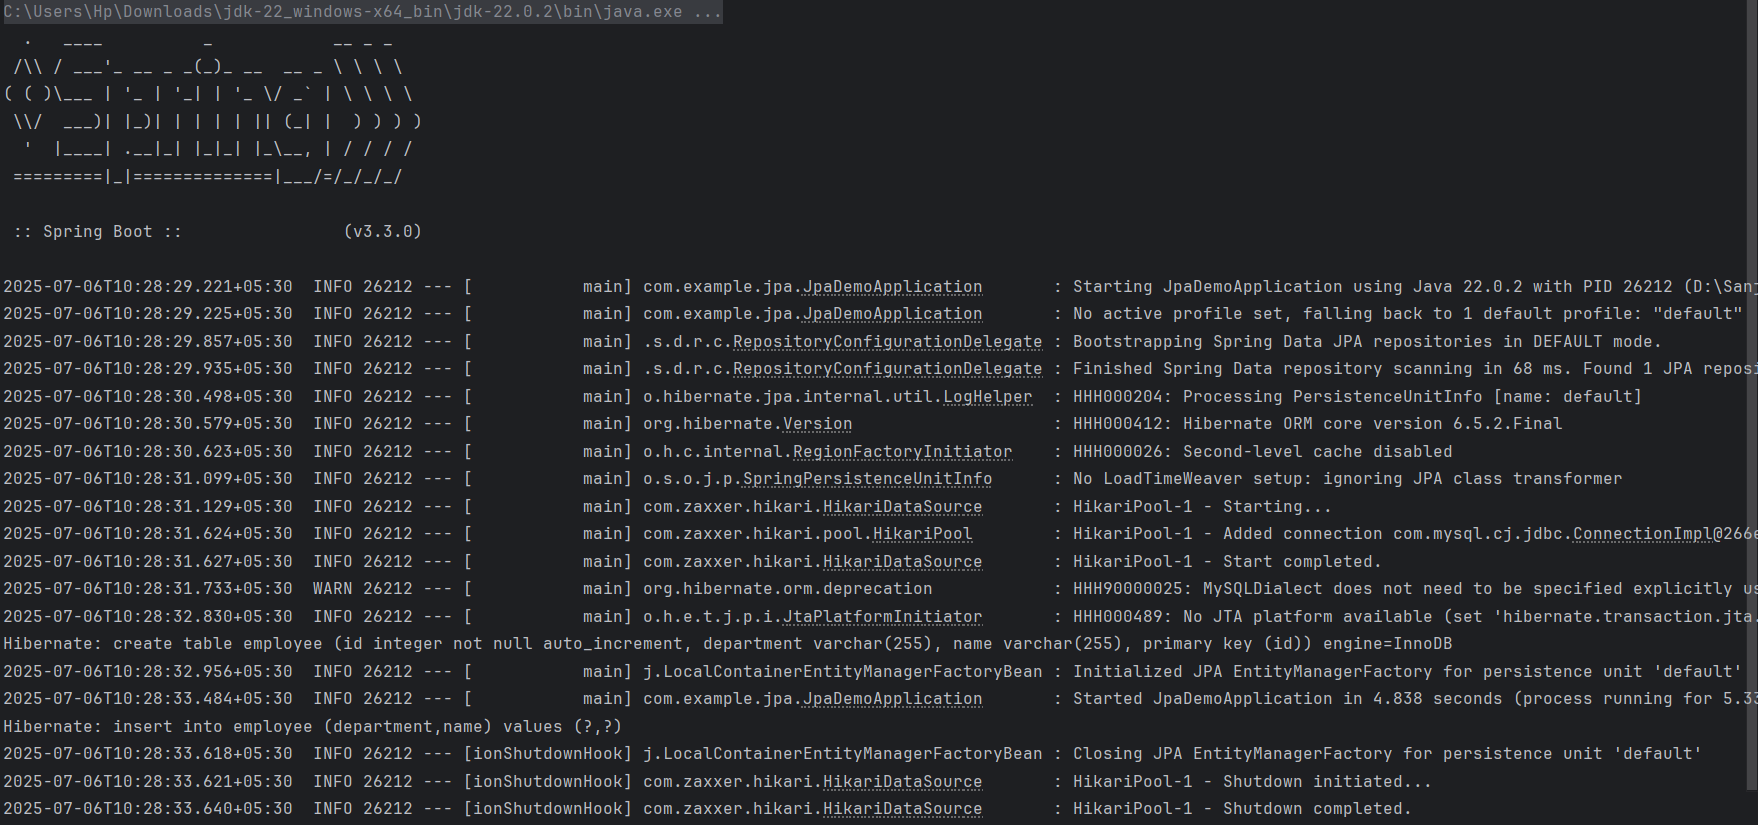 C:\Users\Hp\Downloads\jdk-22_windows-x64_bin\jdk-22.0.2\bin\java.exe ...
  .   ____          _            __ _ _
 /\\ / ___'_ __ _ _(_)_ __  __ _ \ \ \ \
( ( )\___ | '_ | '_| | '_ \/ _` | \ \ \ \
 \\/  ___)| |_)| | | | | || (_| |  ) ) ) )
  '  |____| .__|_| |_|_| |_\__, | / / / /
 =========|_|==============|___/=/_/_/_/
 :: Spring Boot ::                (v3.3.0)
2025-07-06T10:28:29.221+05:30  INFO 26212 --- [           main] com.example.jpa.JpaDemoApplication       : Starting JpaDemoApplication using Java 22.0.2 with PID 26212 (D:\Sanj
2025-07-06T10:28:29.225+05:30  INFO 26212 --- [           main] com.example.jpa.JpaDemoApplication       : No active profile set, falling back to 1 default profile: "default"
2025-07-06T10:28:29.857+05:30  INFO 26212 --- [           main] .s.d.r.c.RepositoryConfigurationDelegate : Bootstrapping Spring Data JPA repositories in DEFAULT mode.
2025-07-06T10:28:29.935+05:30  INFO 26212 --- [           main] .s.d.r.c.RepositoryConfigurationDelegate : Finished Spring Data repository scanning in 68 ms. Found 1 JPA reposi
2025-07-06T10:28:30.498+05:30  INFO 26212 --- [           main] o.hibernate.jpa.internal.util.LogHelper  : HHH000204: Processing PersistenceUnitInfo [name: default]
2025-07-06T10:28:30.579+05:30  INFO 26212 --- [           main] org.hibernate.Version                    : HHH000412: Hibernate ORM core version 6.5.2.Final
2025-07-06T10:28:30.623+05:30  INFO 26212 --- [           main] o.h.c.internal.RegionFactoryInitiator    : HHH000026: Second-level cache disabled
2025-07-06T10:28:31.099+05:30  INFO 26212 --- [           main] o.s.o.j.p.SpringPersistenceUnitInfo      : No LoadTimeWeaver setup: ignoring JPA class transformer
2025-07-06T10:28:31.129+05:30  INFO 26212 --- [           main] com.zaxxer.hikari.HikariDataSource       : HikariPool-1 - Starting...
2025-07-06T10:28:31.624+05:30  INFO 26212 --- [           main] com.zaxxer.hikari.pool.HikariPool        : HikariPool-1 - Added connection com.mysql.cj.jdbc.ConnectionImpl@266e
2025-07-06T10:28:31.627+05:30  INFO 26212 --- [           main] com.zaxxer.hikari.HikariDataSource       : HikariPool-1 - Start completed.
2025-07-06T10:28:31.733+05:30  WARN 26212 --- [           main] org.hibernate.orm.deprecation            : HHH90000025: MySQLDialect does not need to be specified explicitly us
2025-07-06T10:28:32.830+05:30  INFO 26212 --- [           main] o.h.e.t.j.p.i.JtaPlatformInitiator       : HHH000489: No JTA platform available (set 'hibernate.transaction.jta.
Hibernate: create table employee (id integer not null auto_increment, department varchar(255), name varchar(255), primary key (id)) engine=InnoDB
2025-07-06T10:28:32.956+05:30  INFO 26212 --- [           main] j.LocalContainerEntityManagerFactoryBean : Initialized JPA EntityManagerFactory for persistence unit 'default'
2025-07-06T10:28:33.484+05:30  INFO 26212 --- [           main] com.example.jpa.JpaDemoApplication       : Started JpaDemoApplication in 4.838 seconds (process running for 5.33
Hibernate: insert into employee (department,name) values (?,?)
2025-07-06T10:28:33.618+05:30  INFO 26212 --- [ionShutdownHook] j.LocalContainerEntityManagerFactoryBean : Closing JPA EntityManagerFactory for persistence unit 'default'
2025-07-06T10:28:33.621+05:30  INFO 26212 --- [ionShutdownHook] com.zaxxer.hikari.HikariDataSource       : HikariPool-1 - Shutdown initiated...
2025-07-06T10:28:33.640+05:30  INFO 26212 --- [ionShutdownHook] com.zaxxer.hikari.HikariDataSource       : HikariPool-1 - Shutdown completed.